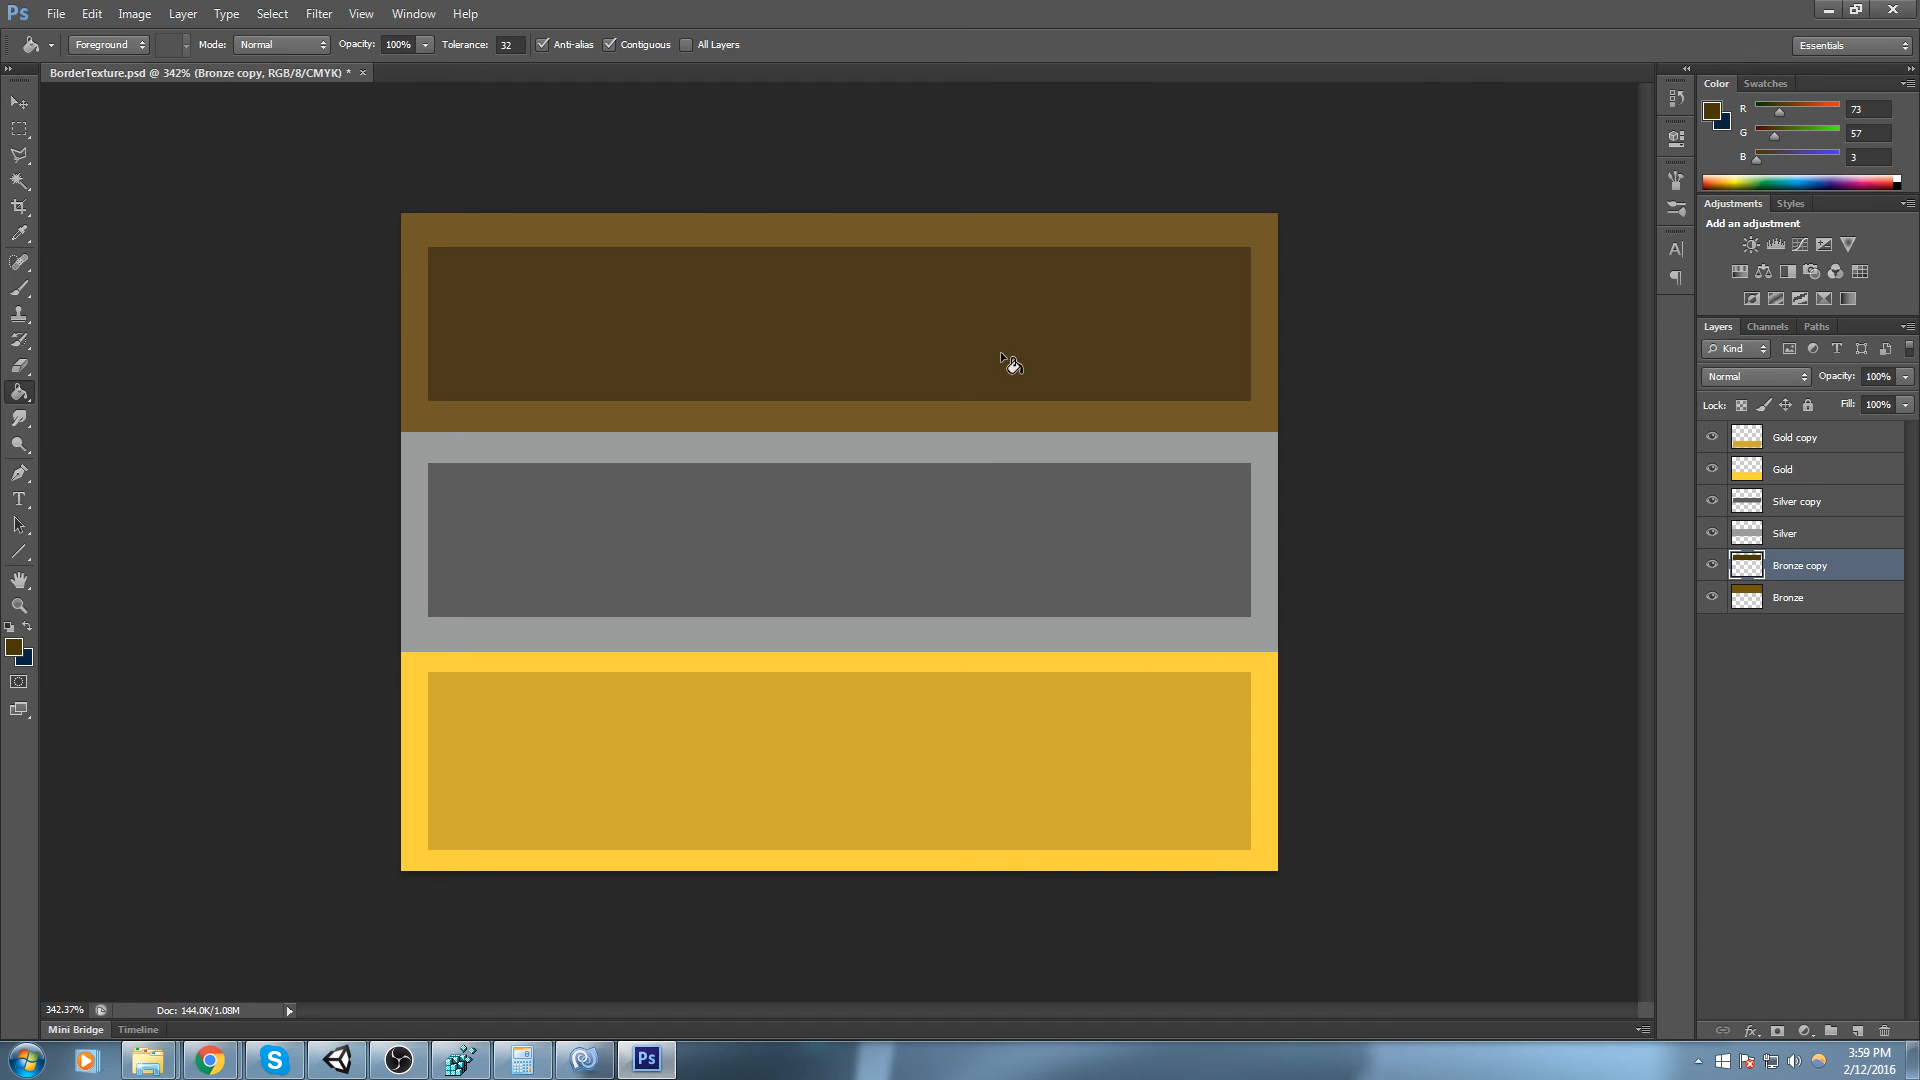 Ps File Edit Image Layer Type Select Filter View Window Help
Foreground Mode: Normal Opacity: 100% Tolerance: 32 Anti-alias Contiguous All Layers Essentials
BorderTexture.psd @ 342% (Bronze copy, RGB/8/CMYK) * ×
Color Swatches
R 73
G 57
B 3
Adjustments Styles
Add an adjustment
Layers Channels Paths
Kind T
Normal Opacity: 100%
Lock: Fill: 100%
Gold copy
Gold
Silver copy
Silver
Bronze copy
Bronze
342.37% Doc: 144.0K/1.08M
Mini Bridge Timeline
Ps
3:59 PM
2/12/2016